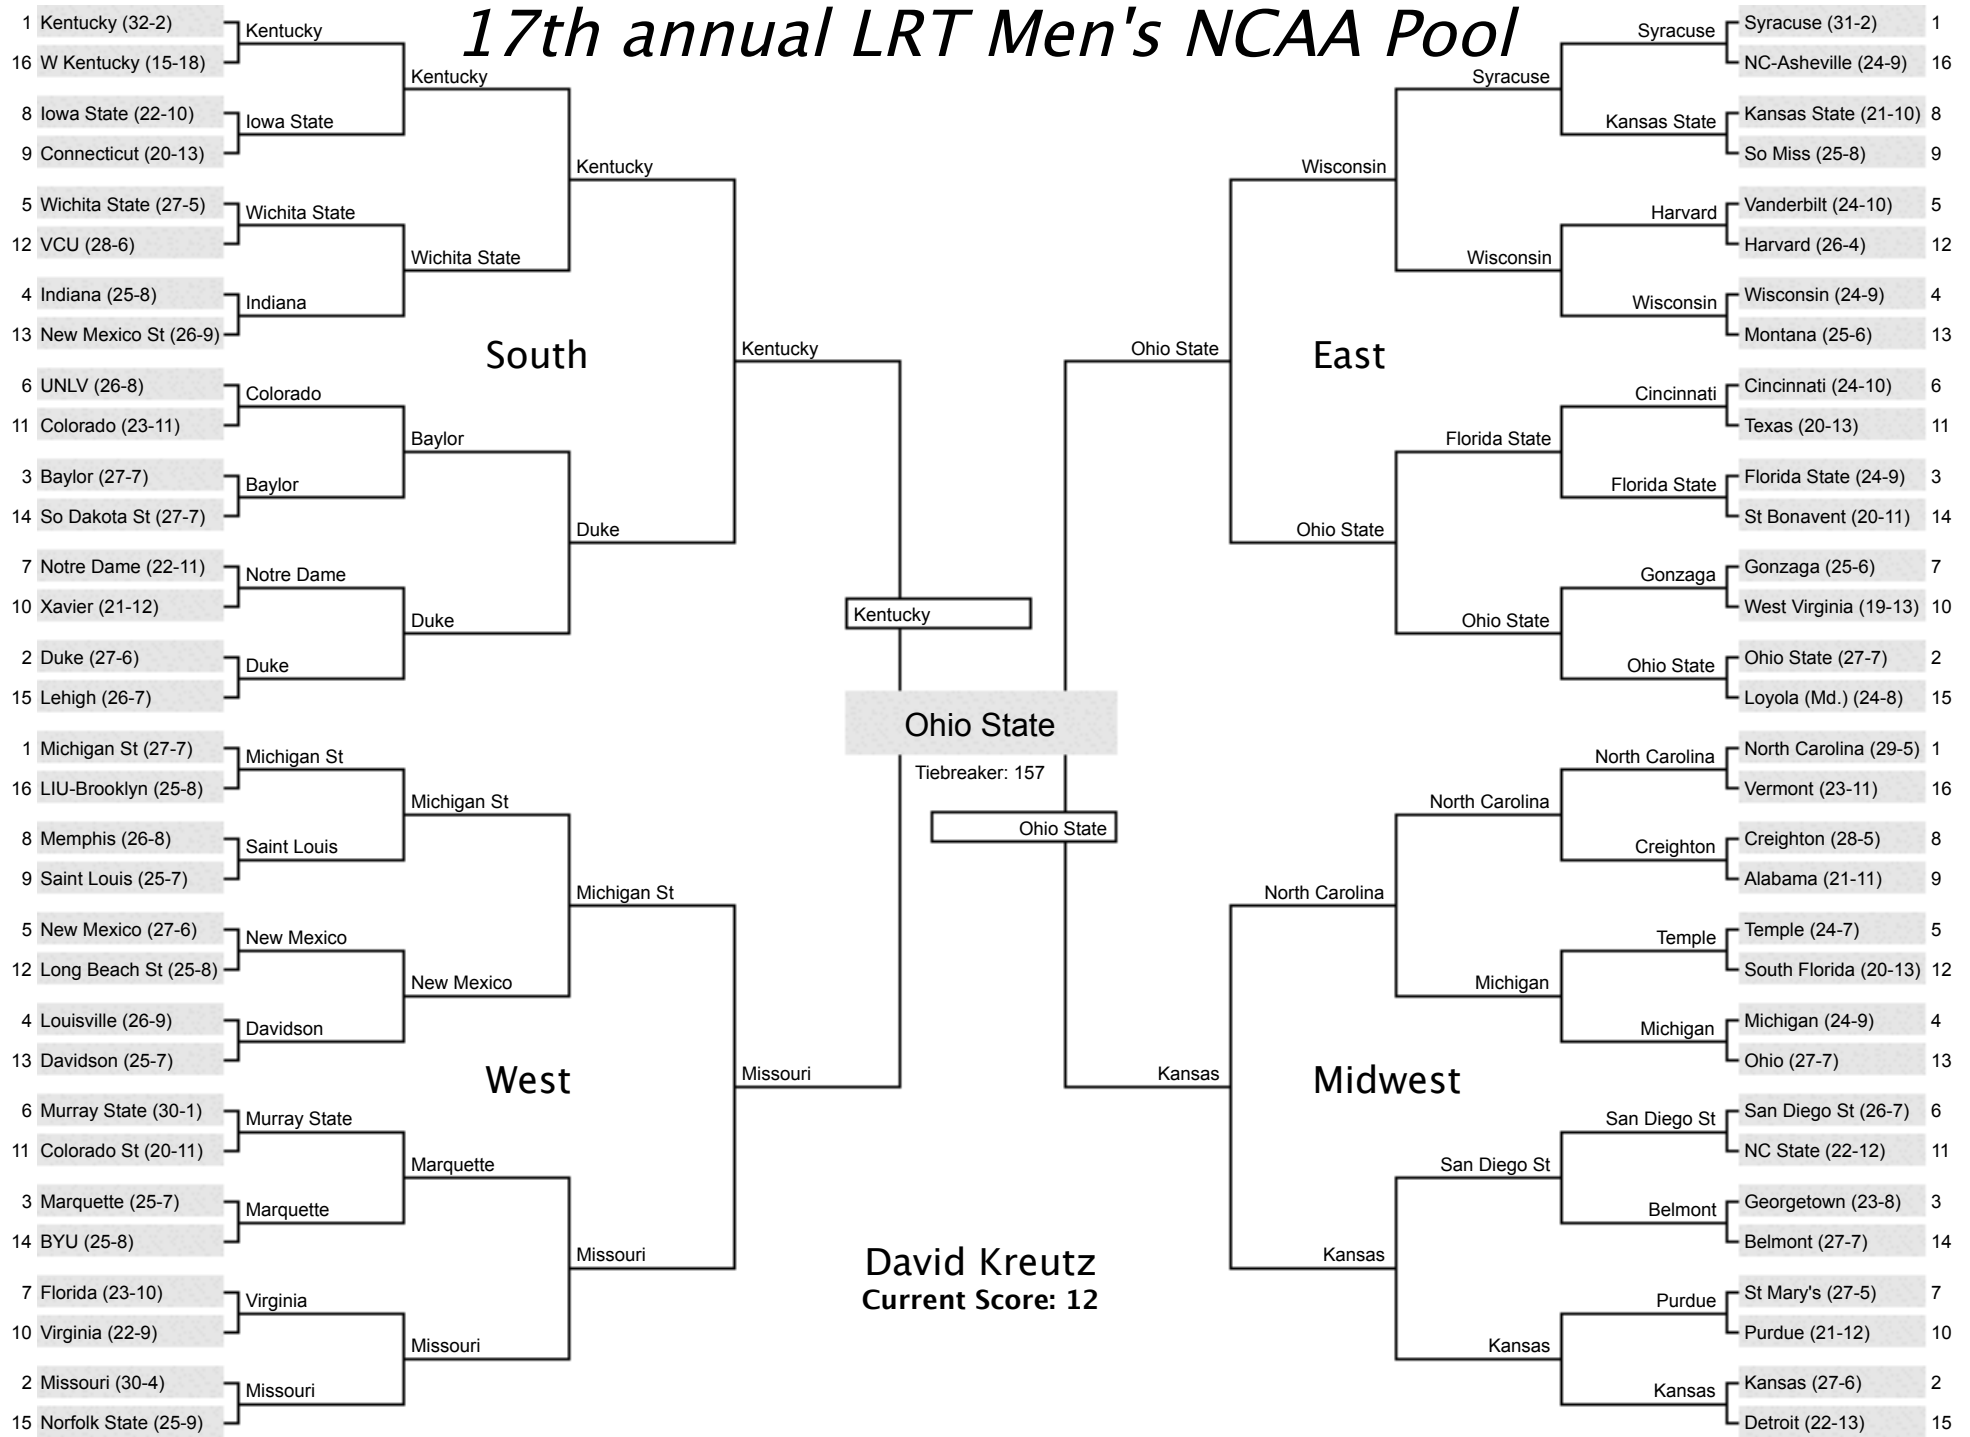 17th annual LRT Men's NCAA Pool
1 Kentucky (32-2)
16 W Kentucky (15-18)
8 Iowa State (22-10)
9 Connecticut (20-13)
5 Wichita State (27-5)
12 VCU (28-6)
4 Indiana (25-8)
13 New Mexico St (26-9)
6 UNLV (26-8)
11 Colorado (23-11)
3 Baylor (27-7)
14 So Dakota St (27-7)
7 Notre Dame (22-11)
10 Xavier (21-12)
2 Duke (27-6)
15 Lehigh (26-7)
Kentucky
Iowa State
Wichita State
Indiana
Colorado
Baylor
Notre Dame
Duke
Kentucky
Wichita State
Baylor
Duke
Kentucky
Duke
South
Kentucky
1 Michigan St (27-7)
16 LIU-Brooklyn (25-8)
8 Memphis (26-8)
9 Saint Louis (25-7)
5 New Mexico (27-6)
12 Long Beach St (25-8)
4 Louisville (26-9)
13 Davidson (25-7)
6 Murray State (30-1)
11 Colorado St (20-11)
3 Marquette (25-7)
14 BYU (25-8)
7 Florida (23-10)
10 Virginia (22-9)
2 Missouri (30-4)
15 Norfolk State (25-9)
Michigan St
Saint Louis
New Mexico
Davidson
Murray State
Marquette
Virginia
Missouri
Michigan St
New Mexico
Marquette
Missouri
Michigan St
Missouri
West
Missouri
Kentucky
Ohio State
Tiebreaker: 157
Ohio State
David Kreutz
Current Score: 12
Syracuse (31-2) 1
NC-Asheville (24-9) 16
Kansas State (21-10) 8
So Miss (25-8) 9
Vanderbilt (24-10) 5
Harvard (26-4) 12
Wisconsin (24-9) 4
Montana (25-6) 13
Cincinnati (24-10) 6
Texas (20-13) 11
Florida State (24-9) 3
St Bonavent (20-11) 14
Gonzaga (25-6) 7
West Virginia (19-13) 10
Ohio State (27-7) 2
Loyola (Md.) (24-8) 15
Syracuse
Kansas State
Harvard
Wisconsin
Cincinnati
Florida State
Gonzaga
Ohio State
Syracuse
Wisconsin
Florida State
Ohio State
Wisconsin
Ohio State
East
Ohio State
North Carolina (29-5) 1
Vermont (23-11) 16
Creighton (28-5) 8
Alabama (21-11) 9
Temple (24-7) 5
South Florida (20-13) 12
Michigan (24-9) 4
Ohio (27-7) 13
San Diego St (26-7) 6
NC State (22-12) 11
Georgetown (23-8) 3
Belmont (27-7) 14
St Mary's (27-5) 7
Purdue (21-12) 10
Kansas (27-6) 2
Detroit (22-13) 15
North Carolina
Creighton
Temple
Michigan
San Diego St
Belmont
Purdue
Kansas
North Carolina
Michigan
San Diego St
Kansas
North Carolina
Kansas
Midwest
Kansas